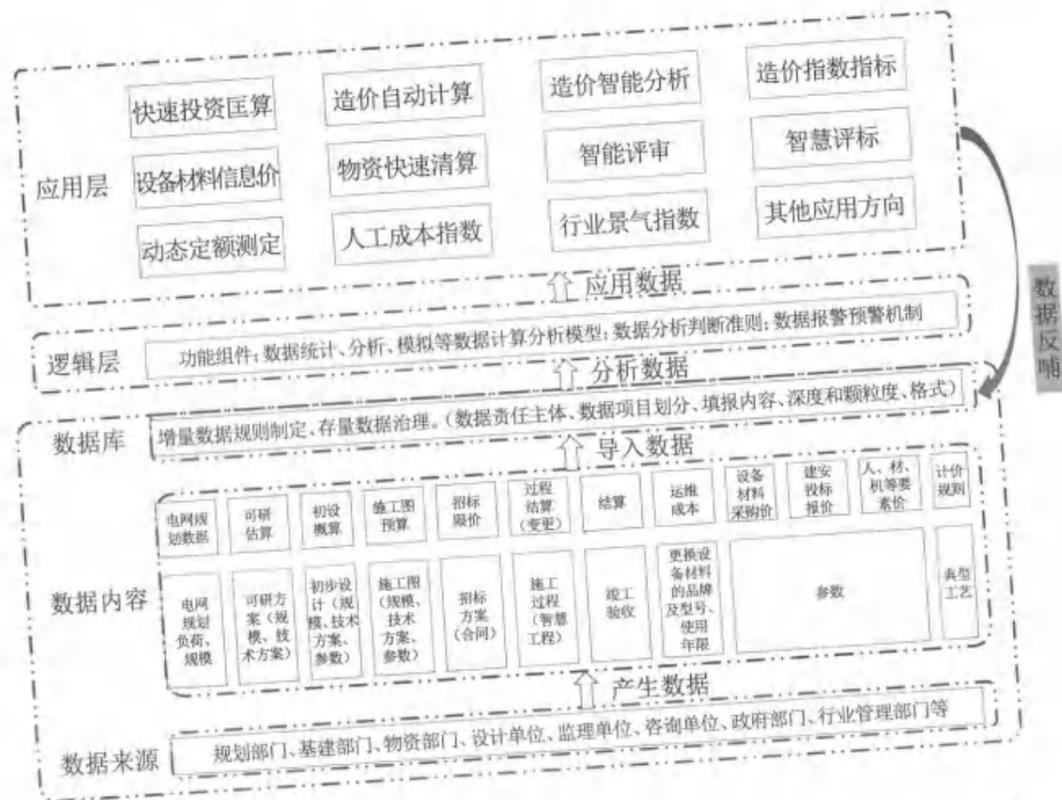 快速投资匡算
造价自动计算
造价智能分析
造价指数指标
应用层
设备材料信息价
物资快速清算
智能评审
智慧评标
动态定额测定
人工成本指数
行业景气指数
其他应用方向
应用数据
数
据
反
哺
逻辑层
功能组件;数据统计、分析、模拟等数据计算分析模型;数据分析判断准则;数据报警预警机制
分析数据
数据库
增量数据规则制定、存量数据治理。(数据责任主体、数据项目划分、填报内容、深度和颗粒度、格式)
导入数据
数据内容
电网规
划数据
可研
估算
初设
概算
施工图
预算
招标
限价
过程
结算
(变更)
结算
运维
成本
设备
材料
采购价
建安
投标
报价
人、材、
机等要
素价
计价
规则
电网
规划
负荷、
规模
可研方
案(规
模、技
术方案)
初步设
计(规
模、技术
方案、
参数)
施工图
(规模、
技术
方案、
参数)
招标
方案
(合同)
施工
过程
(智慧
工程)
竣工
验收
更换设
备材料
的品牌
及型号、
使用
年限
参数
典型
工艺
产生数据
数据来源
规划部门、基建部门、物资部门、设计单位、监理单位、咨询单位、政府部门、行业管理部门等